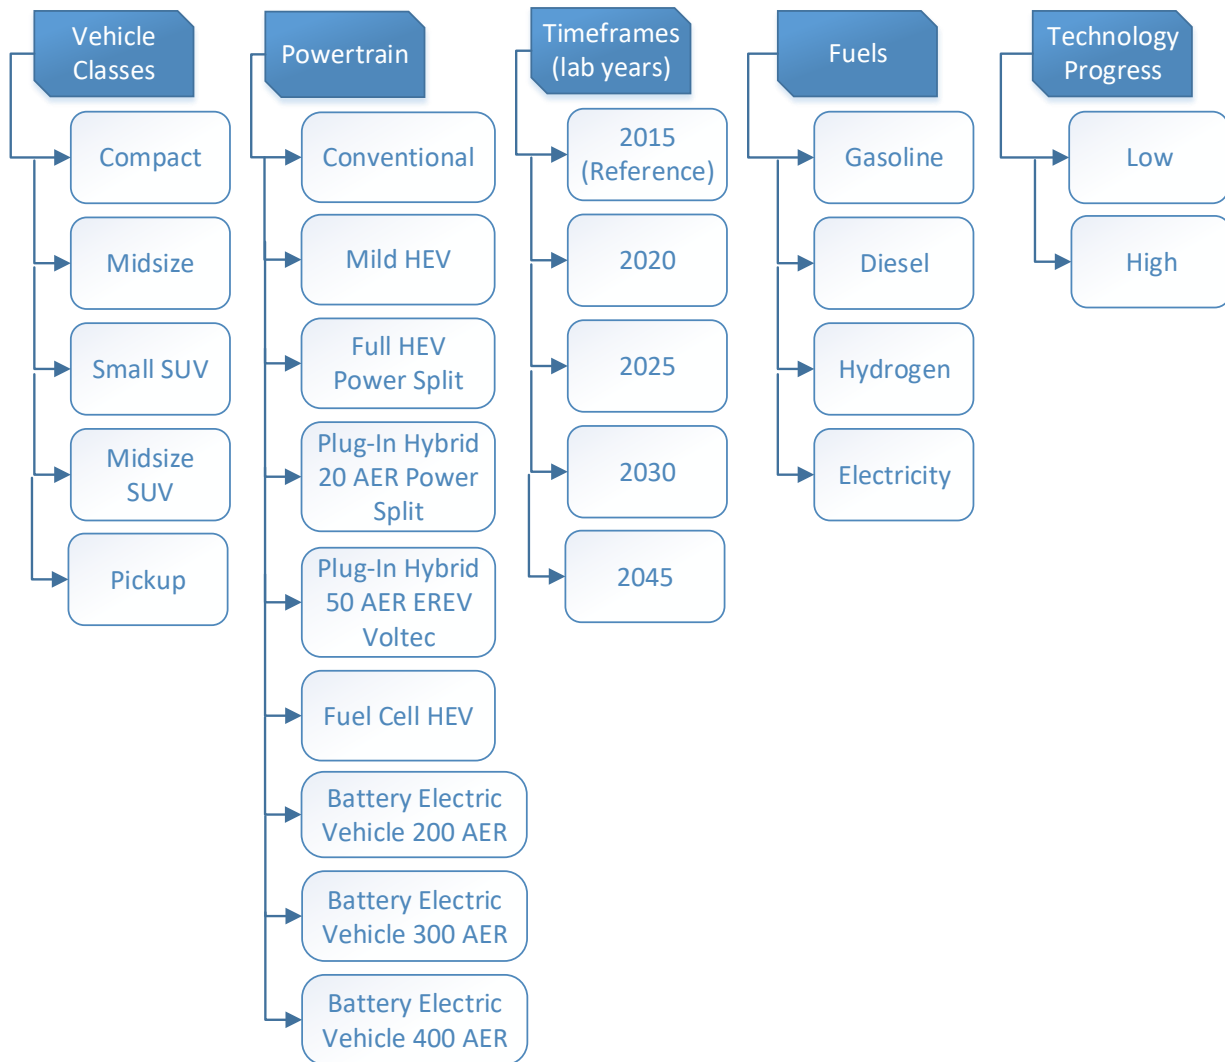 Vehicle
Classes
Compact
Midsize
Small SUV
Midsize
SUV
Pickup
Powertrain
Conventional
Mild HEV
Full HEV
Power Split
Plug-In Hybrid
20 AER Power
Split
Plug-In Hybrid
50 AER EREV
Voltec
Fuel Cell HEV
Battery Electric
Vehicle 200 AER
Battery Electric
Vehicle 300 AER
Battery Electric
Vehicle 400 AER
Timeframes
(lab years)
2015
(Reference)
2020
2025
2030
2045
Fuels
Gasoline
Diesel
Hydrogen
Electricity
Technology
Progress
Low
High